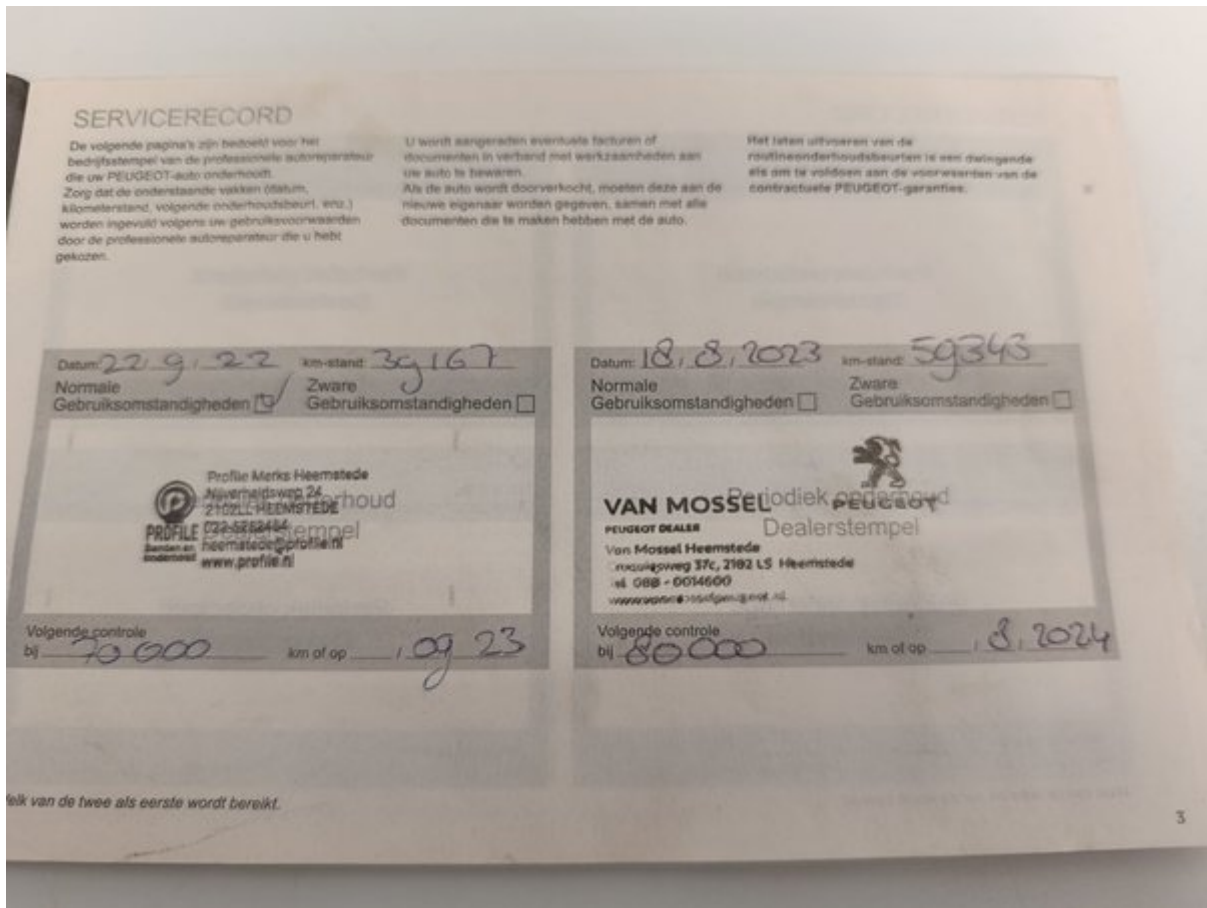 SERVICERECORD
De volgende pagina's zijn bedoeld voor het
bedrijfsstempel van de professionele autoreparateur
die uw PEUGEOT-auto onderhoudt.
Zorg dat de onderstaande vakken (datum,
kilometerstand, volgende onderhoudsbeurt, enz.)
worden ingevuld volgens uw gebruiksvoorwaarden
door de professionele autoreparateur die u hebt
gekozen.
U wordt aangeraden eventuele facturen of
documenten in verband met werkzaamheden aan
uw auto te bewaren.
Als de auto wordt doorverkocht, moeten deze aan de
nieuwe eigenaar worden gegeven, samen met alle
documenten die te maken hebben met de auto.
Het laten uitvoeren van de
routineonderhoudsbeurten is een dwingende
eis om te voldoen aan de voorwaarden van de
contractuele PEUGEOT-garanties.
Datum: 22, 9, 22 km-stand: 39167
Normale Zware
Gebruiksomstandigheden Gebruiksomstandigheden
Profile Merks Heemstede
Nijverheidsweg 24
2102LL HEEMSTEDE
PROFILE
Banden en
onderhoud
heemstede@profile.nl
www.profile.nl
Dealerstempel
Volgende controle
bij 70000 km of op , 09 23
Datum: 18, 8, 2023 km-stand: 59343
Normale Zware
Gebruiksomstandigheden Gebruiksomstandigheden
Periodiek onderhoud
Dealerstempel
VAN MOSSEL PEUGEOT
PEUGEOT DEALER
Van Mossel Heemstede
37c, 2102 LS Heemstede
tel 088 - 0014600
Volgende controle
bij 80000 km of op , 8, 2024
van de twee als eerste wordt bereikt.
3